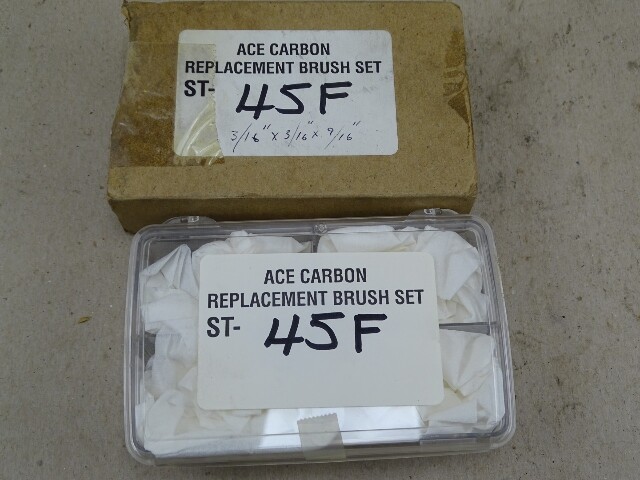 ACE CARBON
REPLACEMENT BRUSH SET
ST- 45F
3/16" x 3/16" x 9/16"
ACE CARBON
REPLACEMENT BRUSH SET
ST- 45F